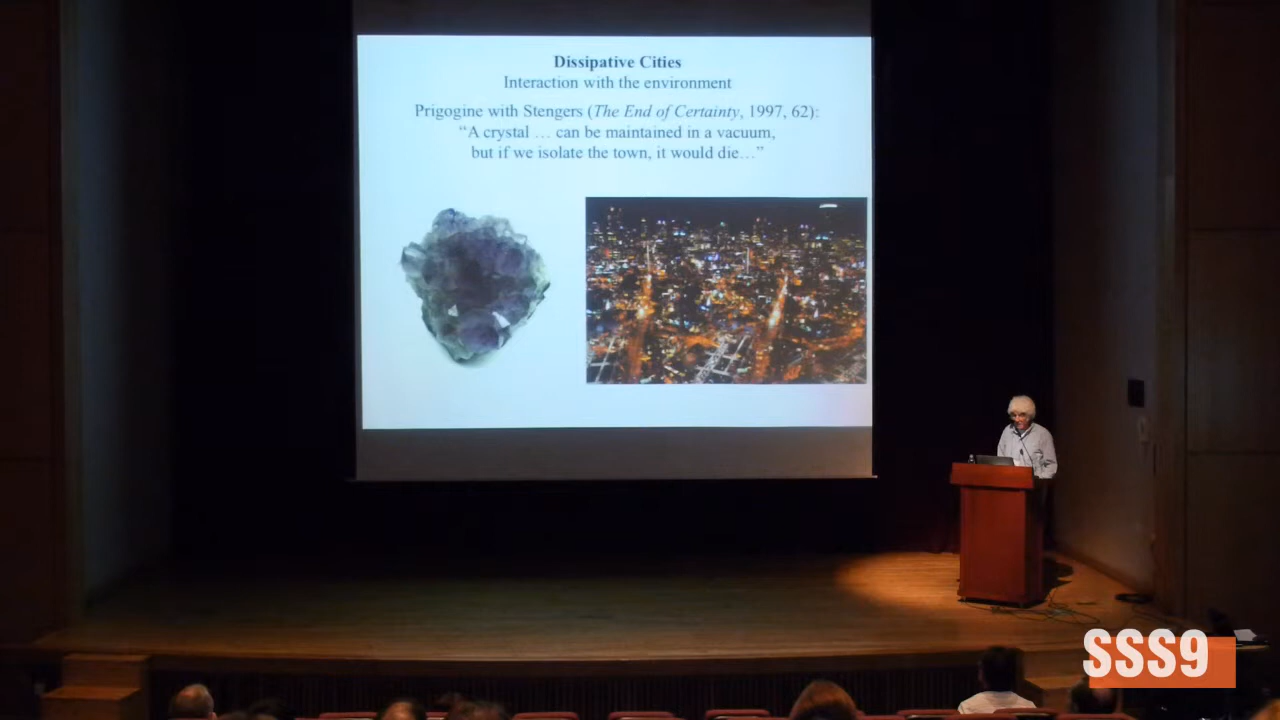 Dissipative Cities
Interaction with the environment
Prigogine with Stengers (The End of Certainty, 1997, 62):
“A crystal … can be maintained in a vacuum,
but if we isolate the town, it would die…”
SSS9